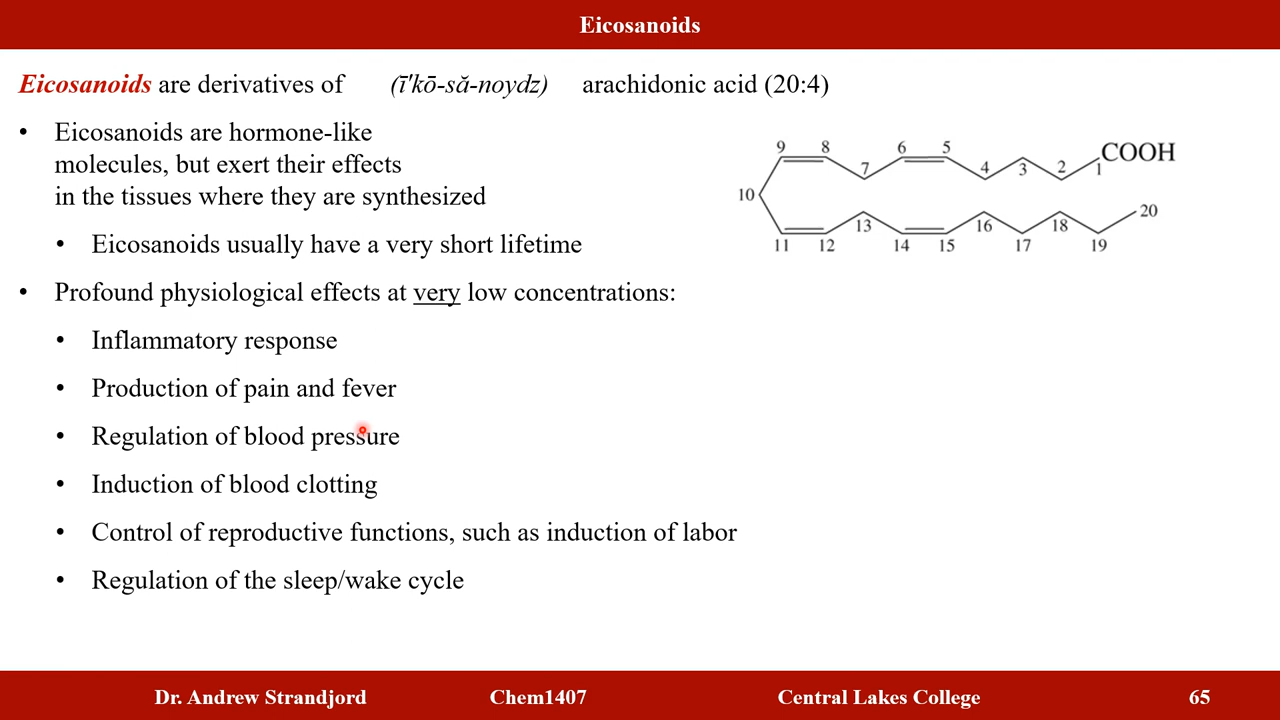 Eicosanoids
Eicosanoids are derivatives of (ī′kō-să-noydz) arachidonic acid (20:4)
• Eicosanoids are hormone-like
molecules, but exert their effects
in the tissues where they are synthesized
• Eicosanoids usually have a very short lifetime
• Profound physiological effects at very low concentrations:
• Inflammatory response
• Production of pain and fever
• Regulation of blood pressure
• Induction of blood clotting
• Control of reproductive functions, such as induction of labor
• Regulation of the sleep/wake cycle
9 8 6 5 COOH
7 4 3 2 1
10
20
13 16 18
11 12 14 15 17 19
Dr. Andrew Strandjord Chem1407 Central Lakes College 65